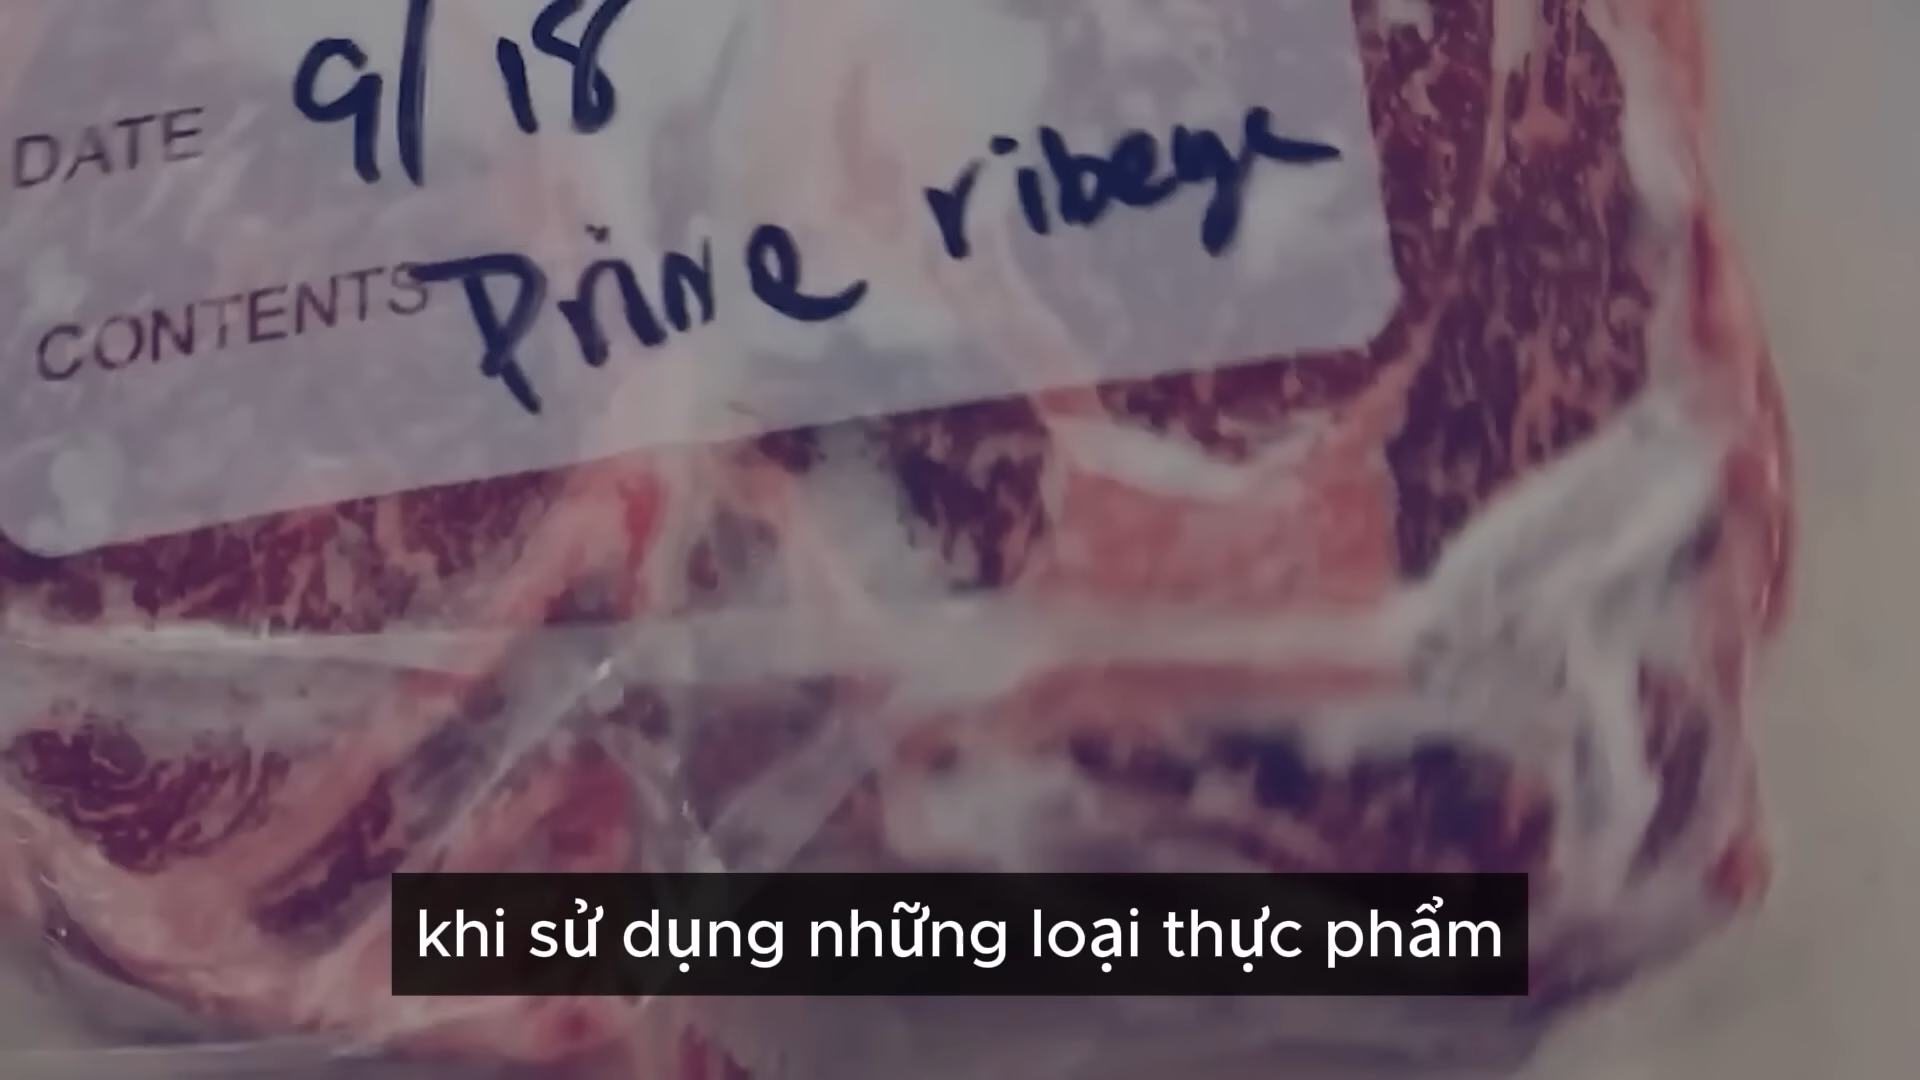 DATE 9/18
CONTENTS Prime ribeye
khi sử dụng những loại thực phẩm